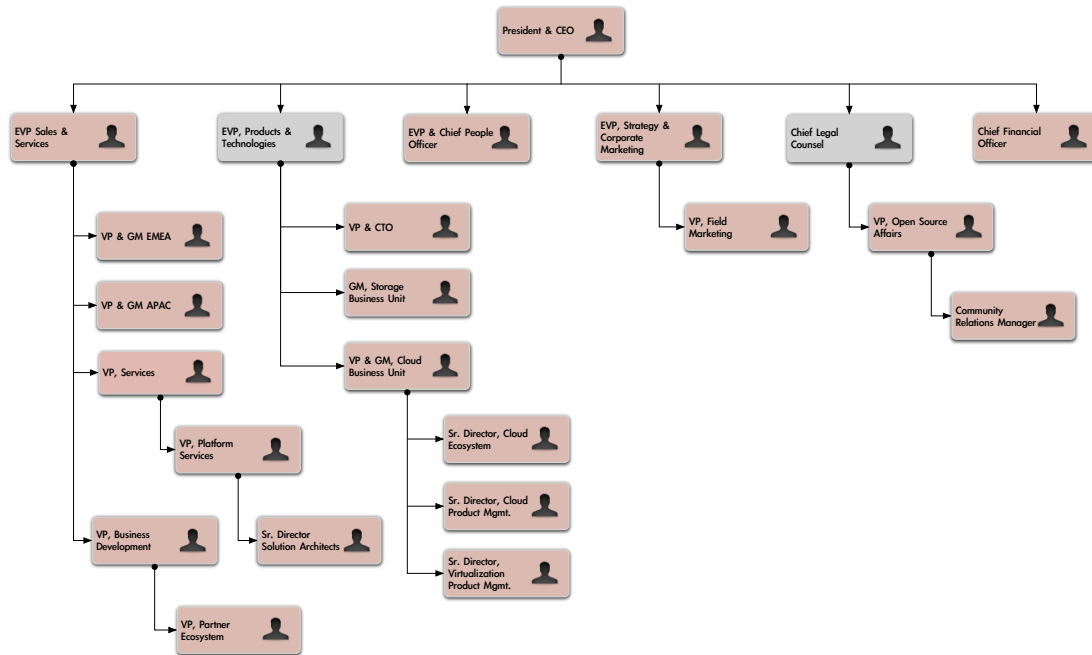 President & CEO
EVP Sales &
Services
EVP, Products &
Technologies
EVP & Chief People
Officer
EVP, Strategy &
Corporate
Marketing
Chief Legal
Counsel
Chief Financial
Officer
VP & GM EMEA
VP & CTO
VP, Field
Marketing
VP, Open Source
Affairs
VP & GM APAC
GM, Storage
Business Unit
Community
Relations Manager
VP, Services
VP & GM, Cloud
Business Unit
VP, Platform
Services
Sr. Director, Cloud
Ecosystem
Sr. Director, Cloud
Product Mgmt.
VP, Business
Development
Sr. Director
Solution Architects
Sr. Director,
Virtualization
Product Mgmt.
VP, Partner
Ecosystem